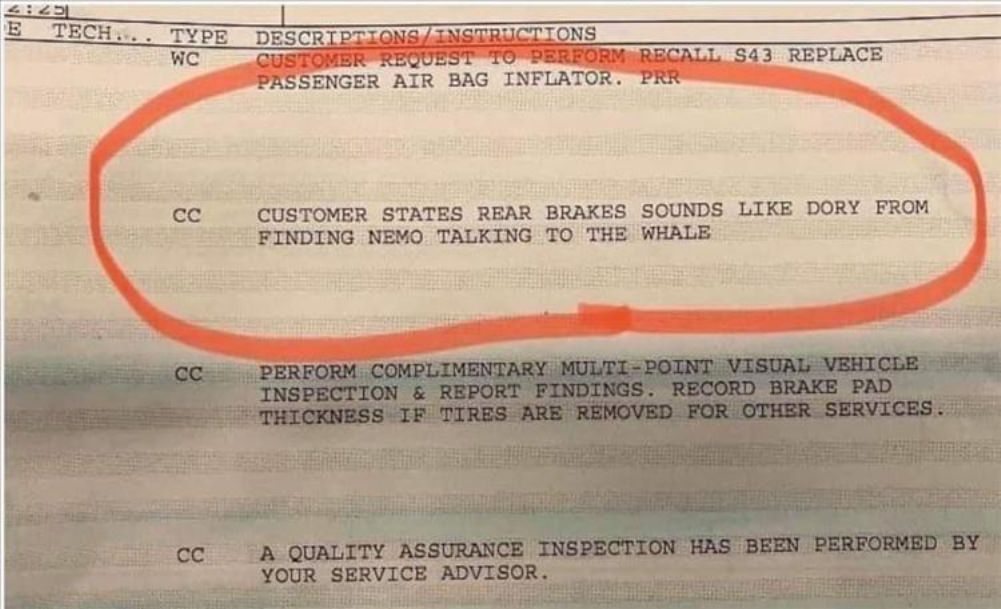 2:25
E TECH... TYPE DESCRIPTIONS/INSTRUCTIONS
WC CUSTOMER REQUEST TO PERFORM RECALL S43 REPLACE
PASSENGER AIR BAG INFLATOR. PRR
CC CUSTOMER STATES REAR BRAKES SOUNDS LIKE DORY FROM
FINDING NEMO TALKING TO THE WHALE
CC PERFORM COMPLIMENTARY MULTI-POINT VISUAL VEHICLE
INSPECTION & REPORT FINDINGS. RECORD BRAKE PAD
THICKNESS IF TIRES ARE REMOVED FOR OTHER SERVICES.
CC A QUALITY ASSURANCE INSPECTION HAS BEEN PERFORMED BY
YOUR SERVICE ADVISOR.